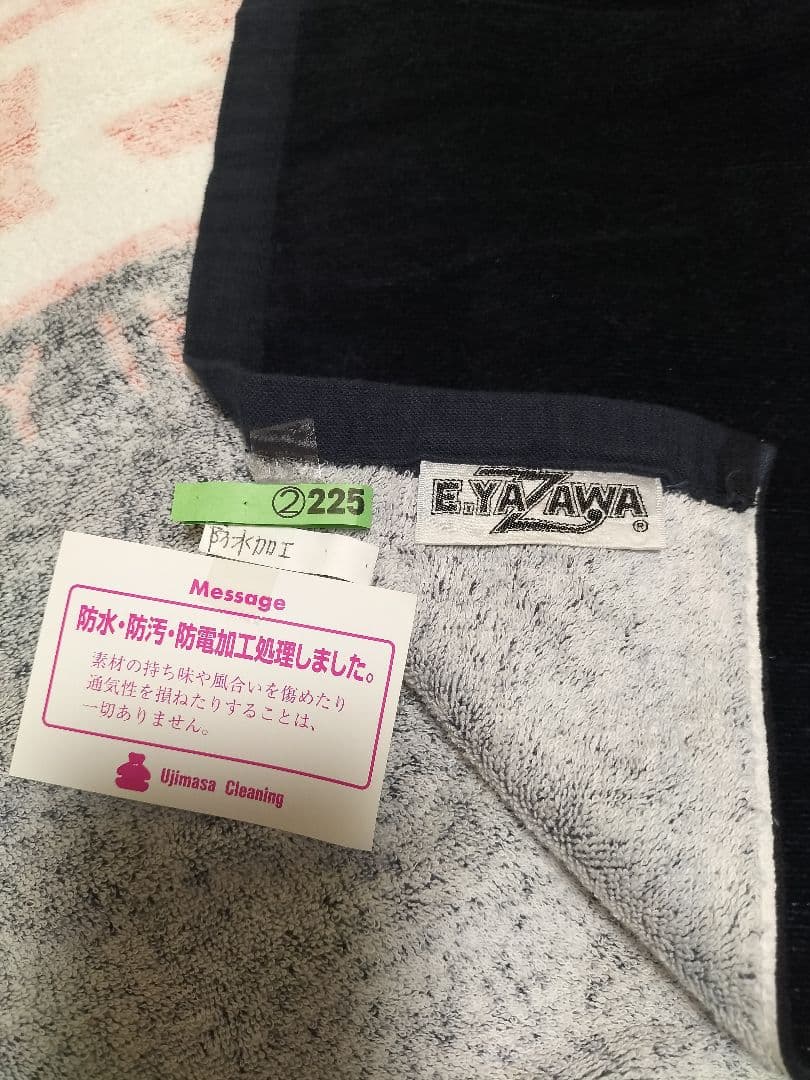 E.YAZAWA
®
②225
防水加工
Message
防水・防汚・防電加工処理しました。
素材の持ち味や風合いを傷めたり
通気性を損ねたりすることは、
一切ありません。
Ujimasa Cleaning